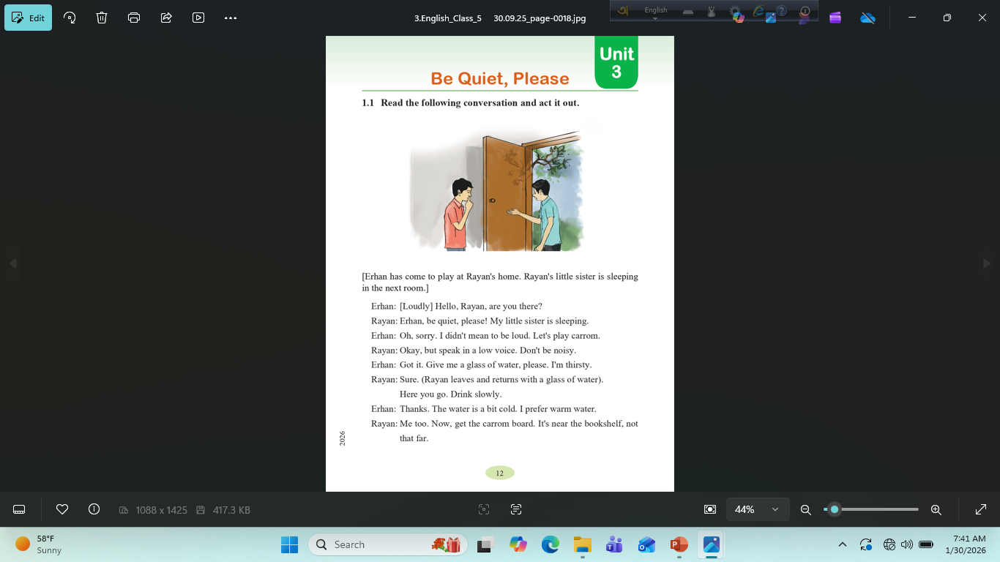 Edit
3.English_Class_5 30.09.25_page-0018.jpg
English
Unit
3
Be Quiet, Please
1.1 Read the following conversation and act it out.
[Erhan has come to play at Rayan's home. Rayan's little sister is sleeping
in the next room.]
Erhan: [Loudly] Hello, Rayan, are you there?
Rayan: Erhan, be quiet, please! My little sister is sleeping.
Erhan: Oh, sorry. I didn't mean to be loud. Let's play carrom.
Rayan: Okay, but speak in a low voice. Don't be noisy.
Erhan: Got it. Give me a glass of water, please. I'm thirsty.
Rayan: Sure. (Rayan leaves and returns with a glass of water).
Here you go. Drink slowly.
Erhan: Thanks. The water is a bit cold. I prefer warm water.
Rayan: Me too. Now, get the carrom board. It's near the bookshelf, not
that far.
2026
12
1088 x 1425
417.3 KB
44%
58°F
Sunny
Search
7:41 AM
1/30/2026